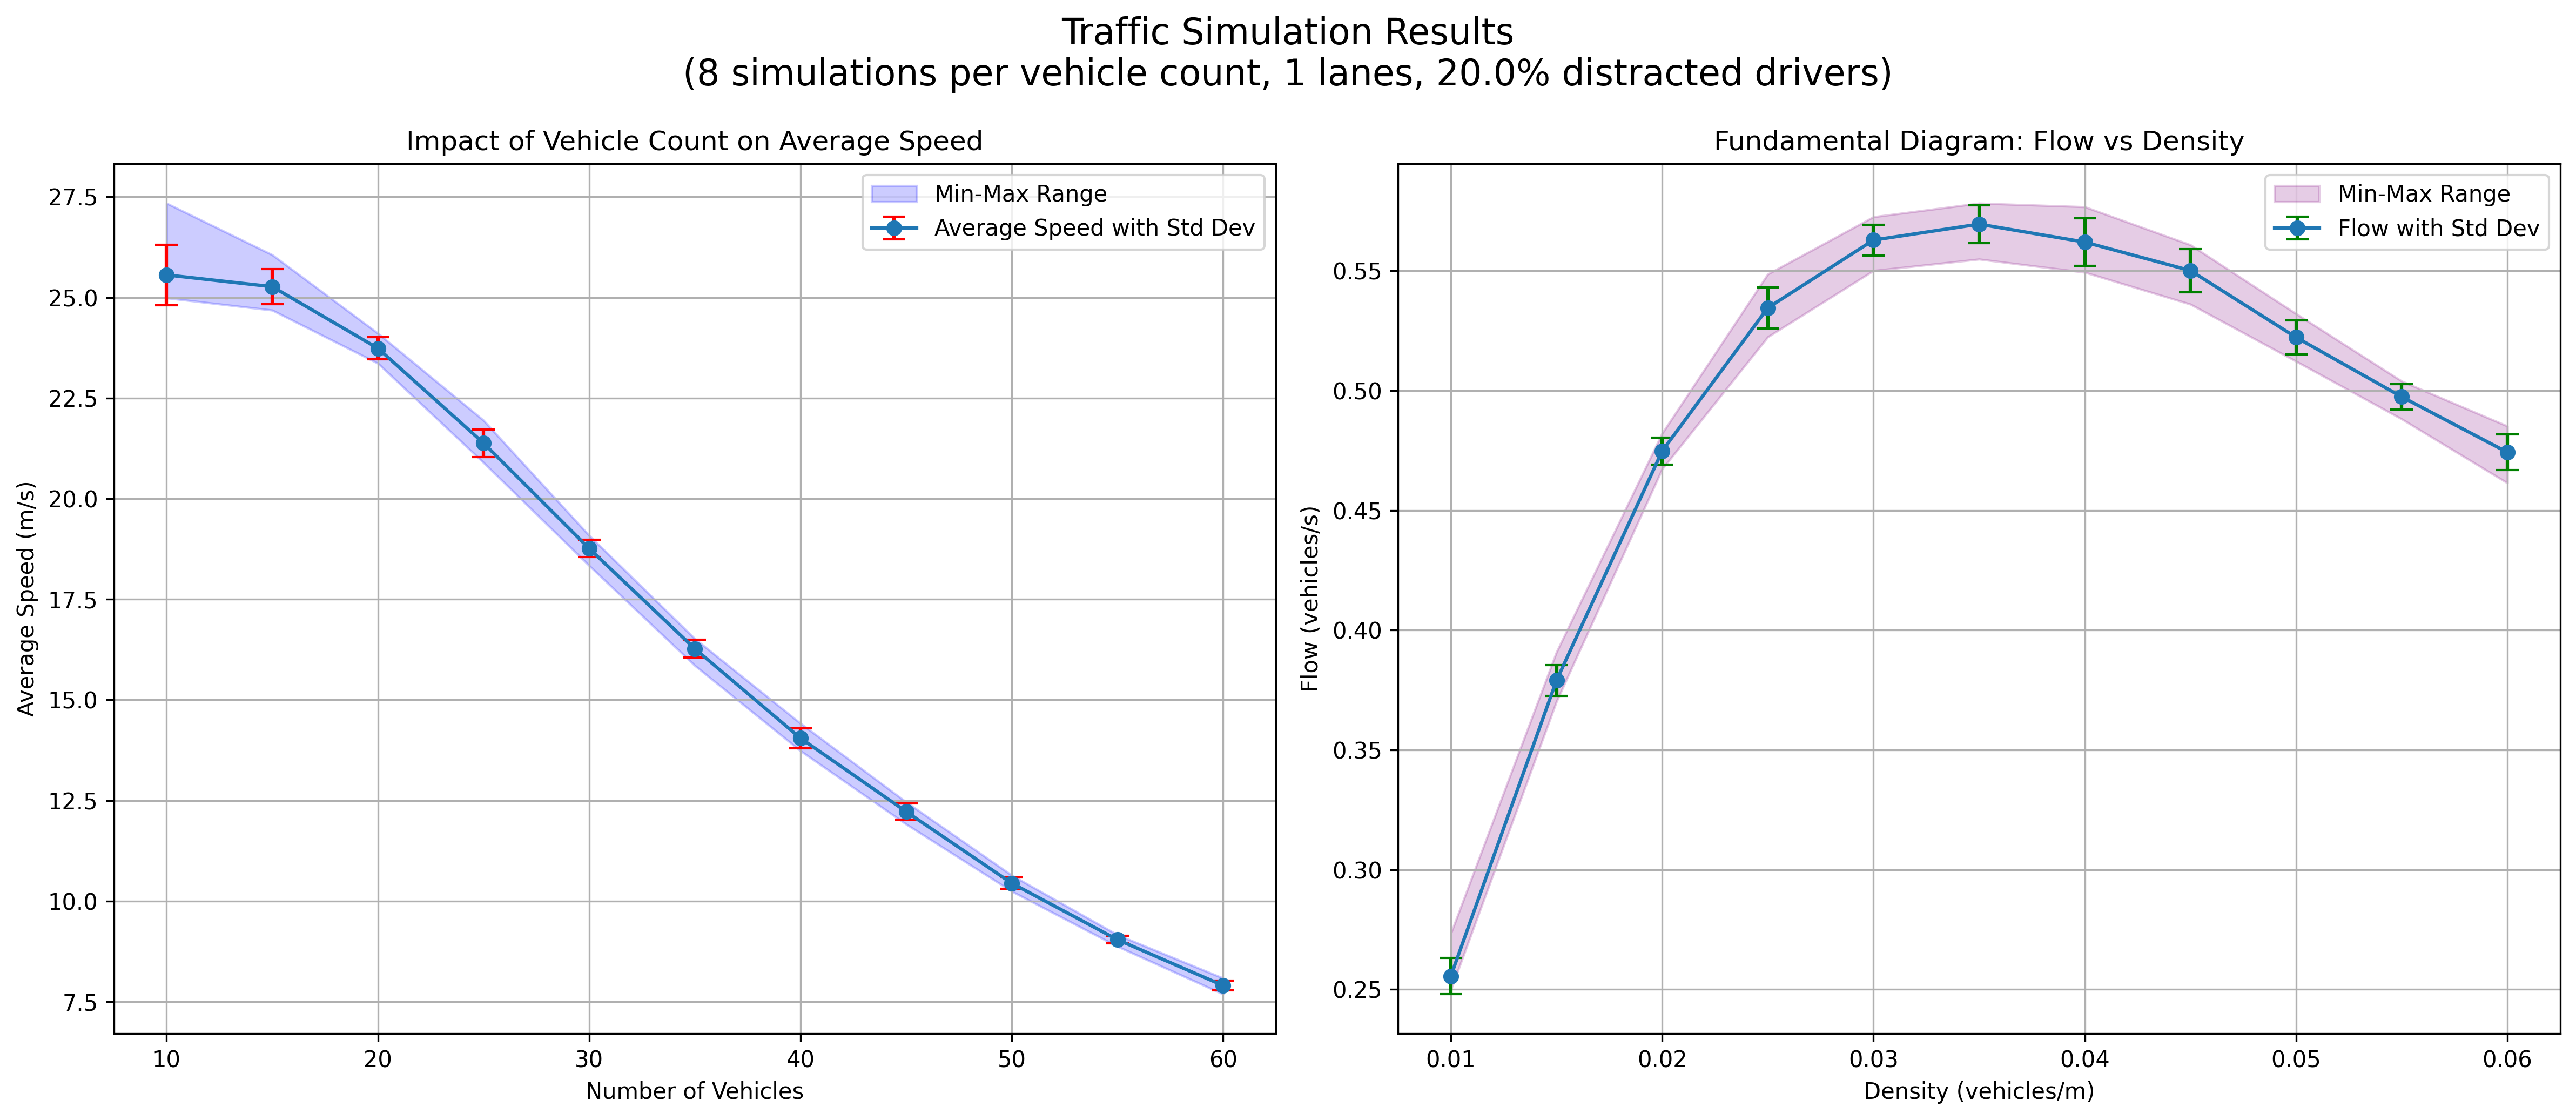 Traffic Simulation Results
(8 simulations per vehicle count, 1 lanes, 20.0% distracted drivers)
Impact of Vehicle Count on Average Speed
Min-Max Range
Average Speed with Std Dev
27.5
25.0
22.5
20.0
17.5
15.0
12.5
10.0
7.5
Average Speed (m/s)
10
20
30
40
50
60
Number of Vehicles
Fundamental Diagram: Flow vs Density
Min-Max Range
Flow with Std Dev
0.55
0.50
0.45
0.40
0.35
0.30
0.25
Flow (vehicles/s)
0.01
0.02
0.03
0.04
0.05
0.06
Density (vehicles/m)